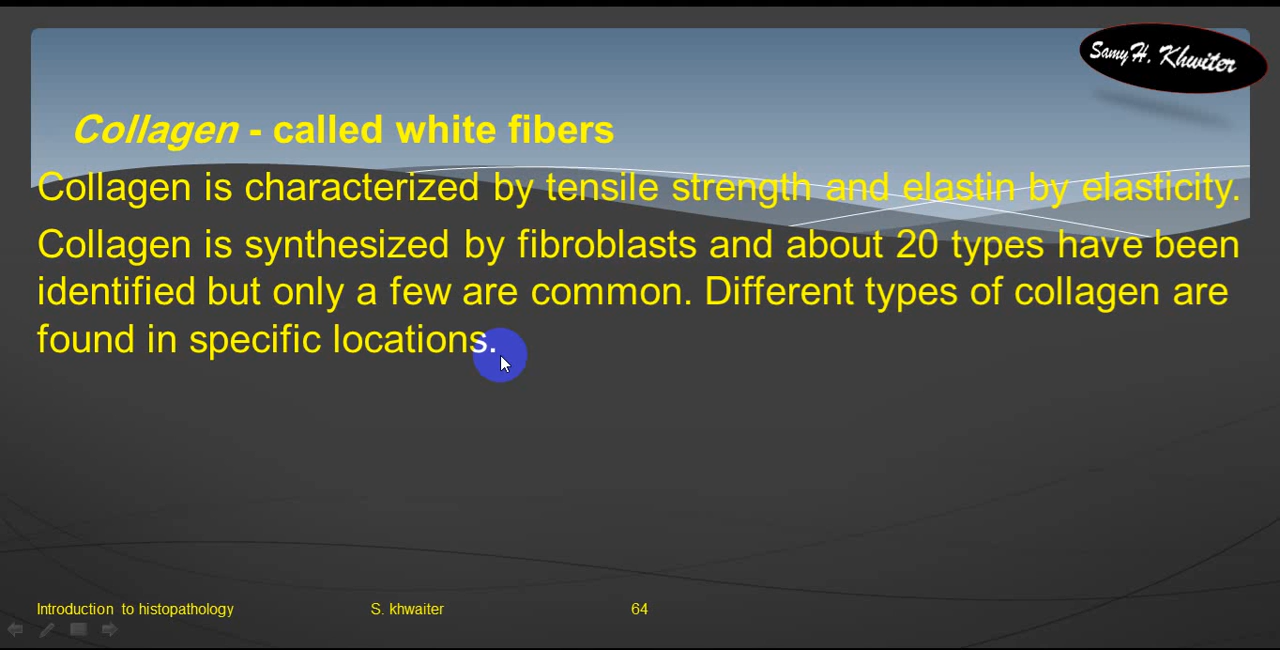 Samy H. Khwiter
Collagen - called white fibers
Collagen is characterized by tensile strength and elastin by elasticity.
Collagen is synthesized by fibroblasts and about 20 types have been
identified but only a few are common. Different types of collagen are
found in specific locations.
Introduction to histopathology S. khwaiter 64